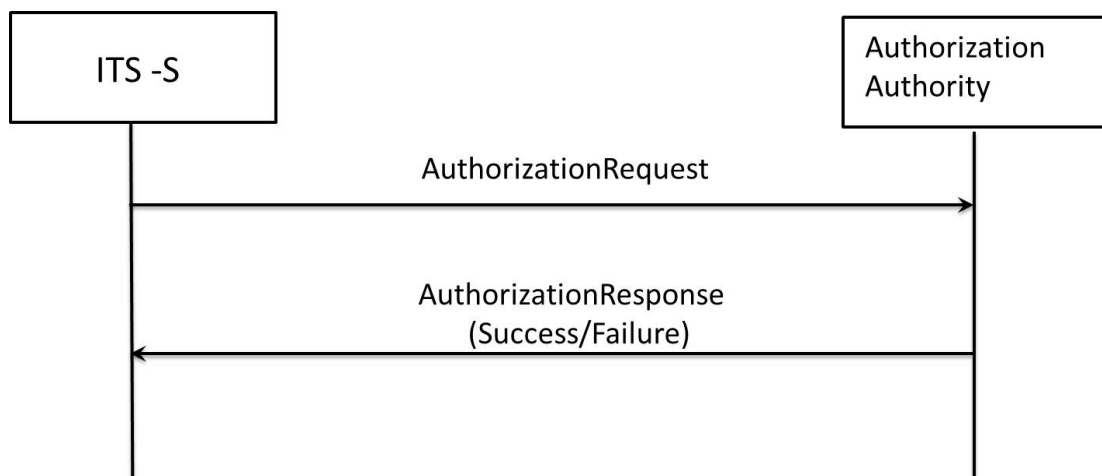 ITS -S
Authorization
Authority
AuthorizationRequest
AuthorizationResponse
(Success/Failure)